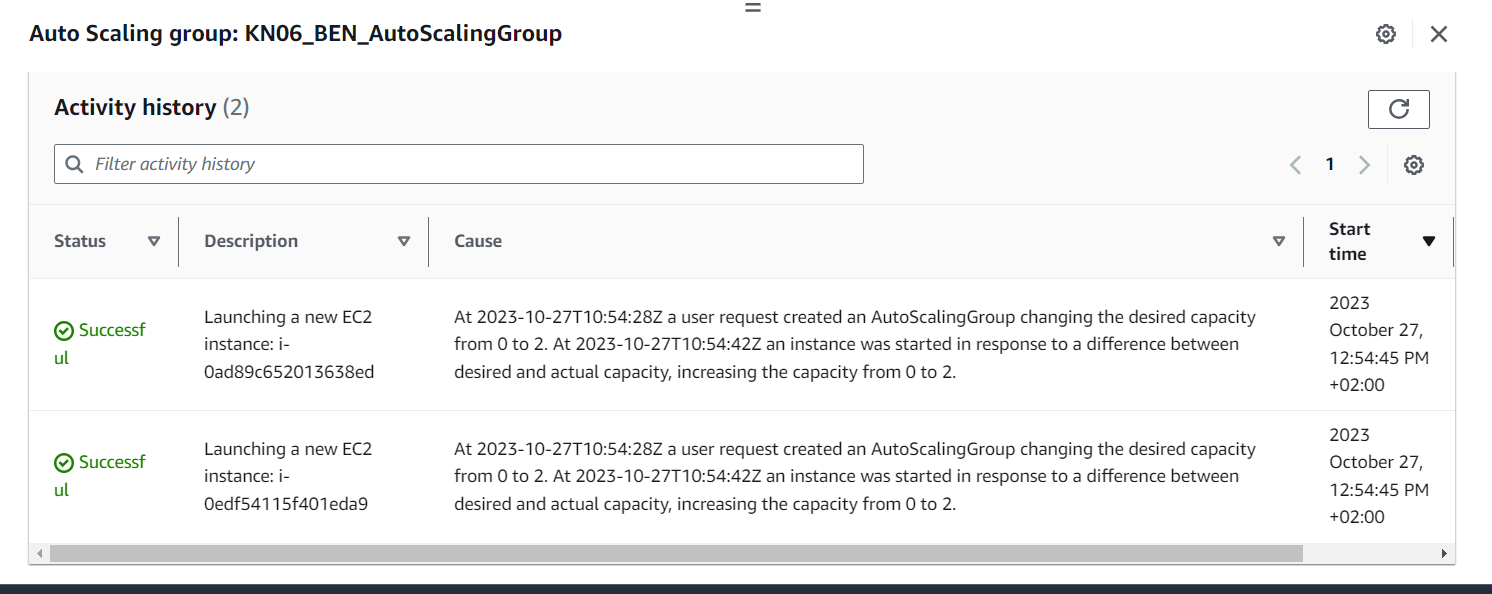 Auto Scaling group: KN06_BEN_AutoScalingGroup
Activity history (2)
Filter activity history
1
Status
Description
Cause
Start
time
Successf
ul
Launching a new EC2
instance: i-
0ad89c652013638ed
At 2023-10-27T10:54:28Z a user request created an AutoScalingGroup changing the desired capacity
from 0 to 2. At 2023-10-27T10:54:42Z an instance was started in response to a difference between
desired and actual capacity, increasing the capacity from 0 to 2.
2023
October 27,
12:54:45 PM
+02:00
Successf
ul
Launching a new EC2
instance: i-
0edf54115f401eda9
At 2023-10-27T10:54:28Z a user request created an AutoScalingGroup changing the desired capacity
from 0 to 2. At 2023-10-27T10:54:42Z an instance was started in response to a difference between
desired and actual capacity, increasing the capacity from 0 to 2.
2023
October 27,
12:54:45 PM
+02:00